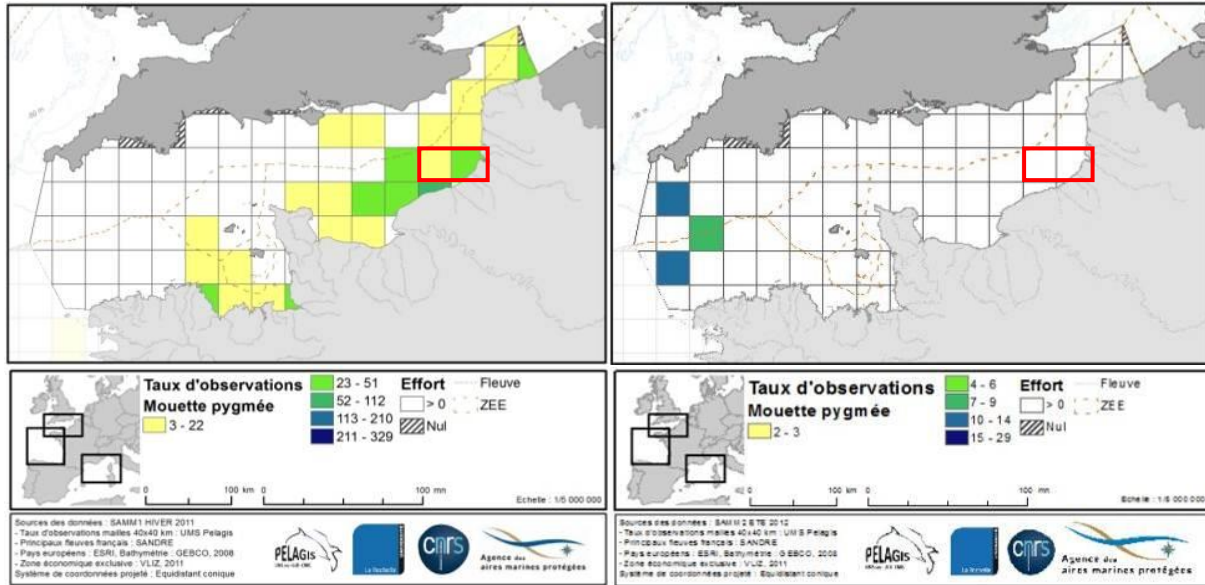 Taux d'observations
Mouette pygmée
3 - 22
23 - 51
52 - 112
113 - 210
211 - 329
Effort
> 0
Nul
Fleuve
ZEE
0 100 km 0 100 mn
Echelle : 1/5 000 000
Sources des données : SAMM1 HIVER 2011
- Taux d'observations mailles 40x40 km : UMS Pelagis
- Principaux fleuves français : SANDRE
- Pays européens : ESRI, Bathymétrie : GEBCO, 2008
- Zone économique exclusive : VLIZ, 2011
Système de coordonnées projeté : Equidistant conique
PELAGIS
La Rochelle
cnrs
Agence des
aires marines protégées
Taux d'observations
Mouette pygmée
2 - 3
4 - 6
7 - 9
10 - 14
15 - 29
Effort
> 0
Nul
Fleuve
ZEE
0 100 km 0 100 mn
Echelle : 1/5 000 000
Sources des données : SAMM 2 ETE 2012
- Taux d'observations mailles 40x40 km : UMS Pelagis
- Principaux fleuves français : SANDRE
- Pays européens : ESRI, Bathymétrie : GEBCO, 2008
- Zone économique exclusive : VLIZ, 2011
Système de coordonnées projeté : Equidistant conique
PELAGIS
La Rochelle
cnrs
Agence des
aires marines protégées